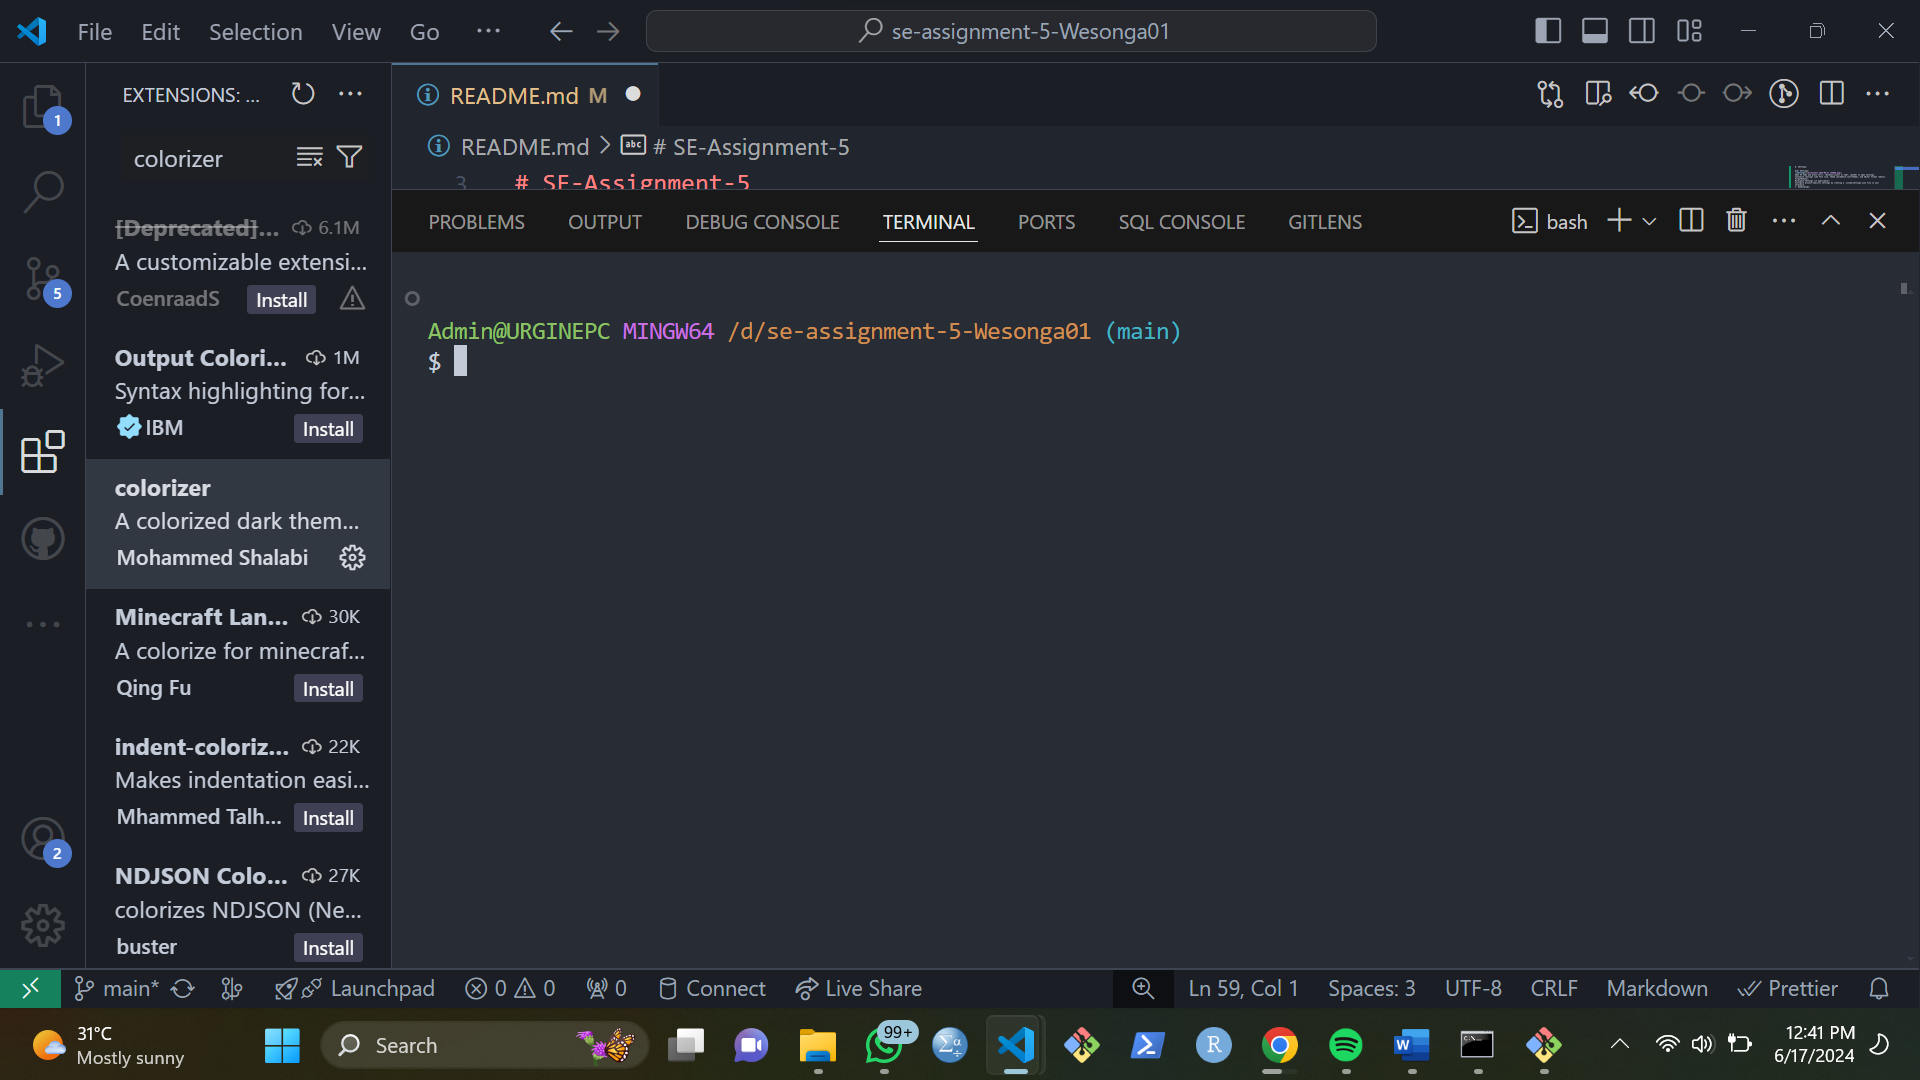 File Edit Selection View Go ··· se-assignment-5-Wesonga01
EXTENSIONS: ...
colorizer
[Deprecated]... 6.1M
A customizable extensi...
CoenraadS Install
Output Colori... 1M
Syntax highlighting for...
IBM Install
colorizer
A colorized dark them...
Mohammed Shalabi
Minecraft Lan... 30K
A colorize for minecraf...
Qing Fu Install
indent-coloriz... 22K
Makes indentation easi...
Mhammed Talh... Install
NDJSON Colo... 27K
colorizes NDJSON (Ne...
buster Install
1
5
2
README.md M
README.md > abc # SE-Assignment-5
3 # SE-Assignment-5
PROBLEMS OUTPUT DEBUG CONSOLE TERMINAL PORTS SQL CONSOLE GITLENS bash
Admin@URGINEPC MINGW64 /d/se-assignment-5-Wesonga01 (main)
$
main* Launchpad 0 0 0 Connect Live Share Ln 59, Col 1 Spaces: 3 UTF-8 CRLF Markdown Prettier
31°C
Mostly sunny
Search
99+
Σα
÷
R
W
12:41 PM
6/17/2024